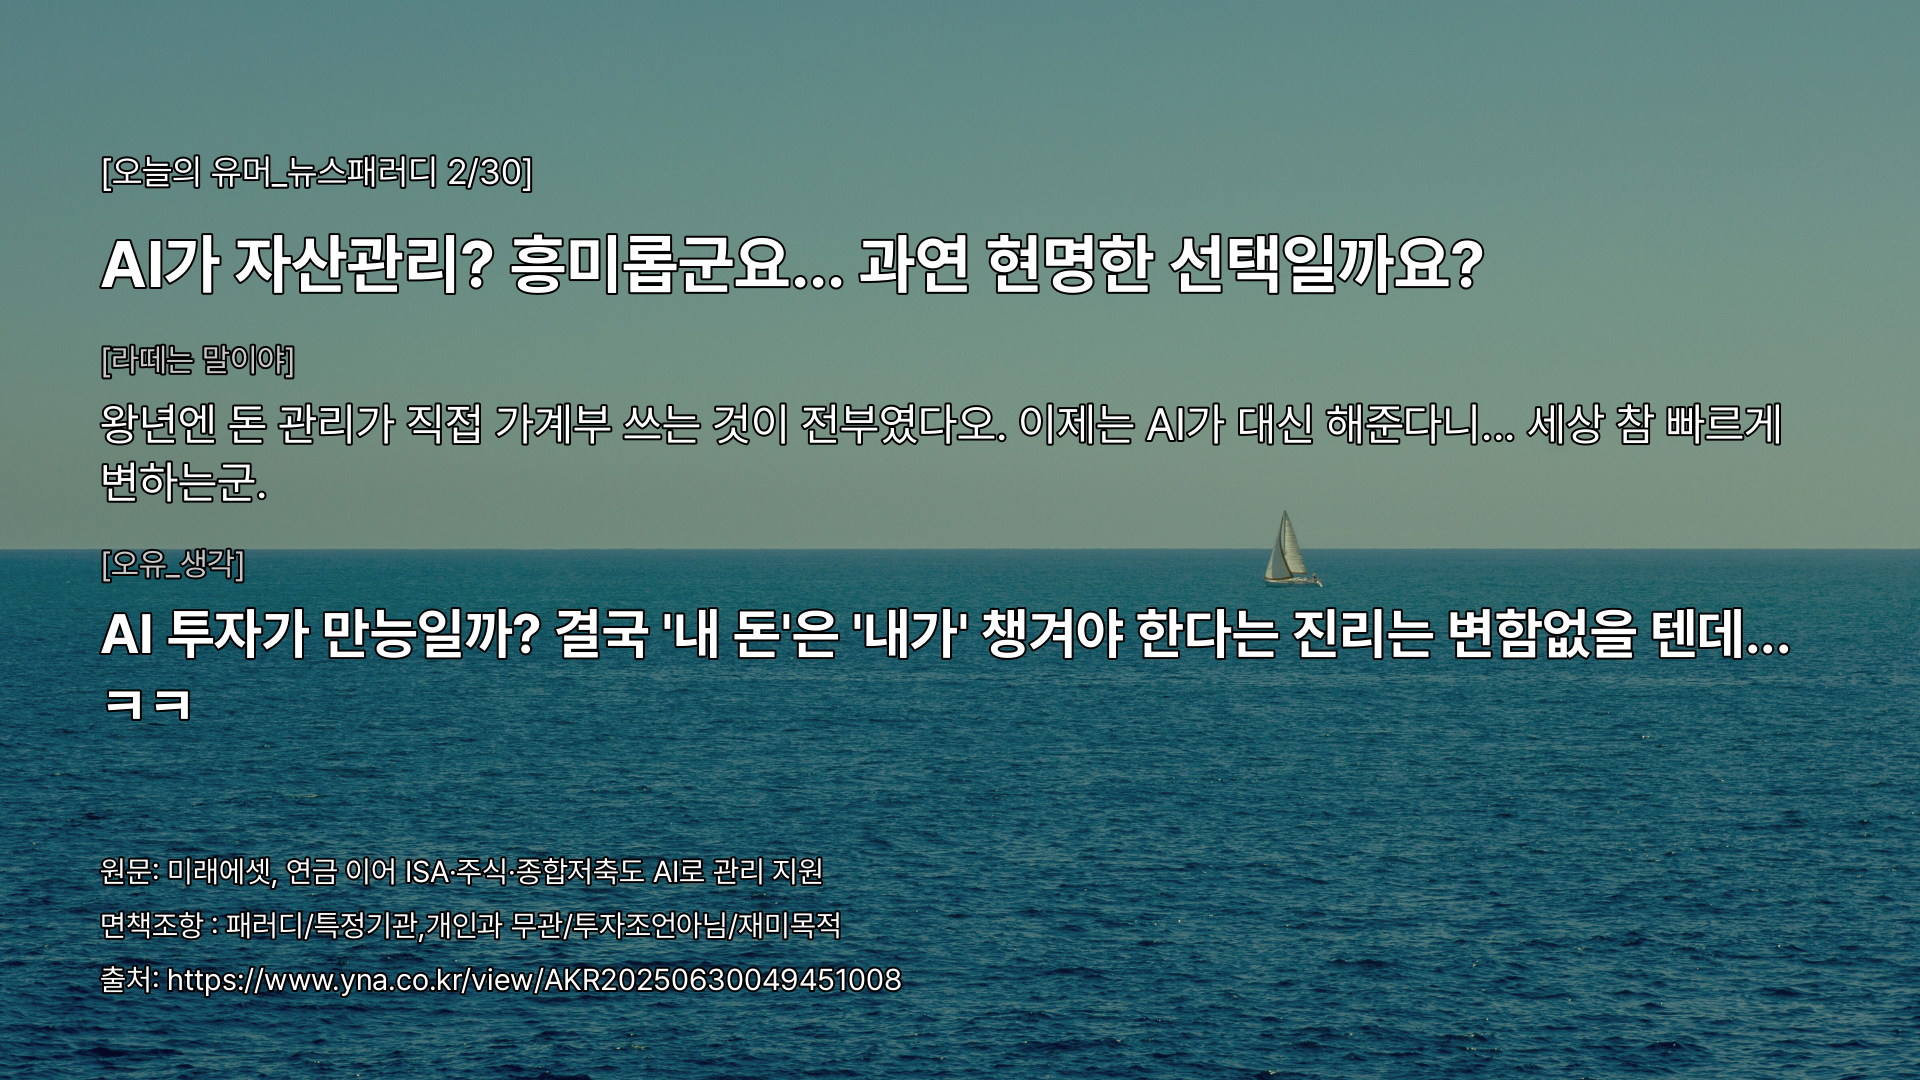 [오늘의 유머_뉴스패러디 2/30]
AI가 자산관리? 흥미롭군요... 과연 현명한 선택일까요?
[라떼는 말이야]
왕년엔 돈 관리가 직접 가계부 쓰는 것이 전부였다오. 이제는 AI가 대신 해준다니... 세상 참 빠르게
변하는군.
[오유_생각]
AI 투자가 만능일까? 결국 '내 돈'은 '내가' 챙겨야 한다는 진리는 변함없을 텐데...
ㅋㅋ
원문: 미래에셋, 연금 이어 ISA·주식·종합저축도 AI로 관리 지원
면책조항 : 패러디/특정기관,개인과 무관/투자조언아님/재미목적
출처: https://www.yna.co.kr/view/AKR20250630049451008